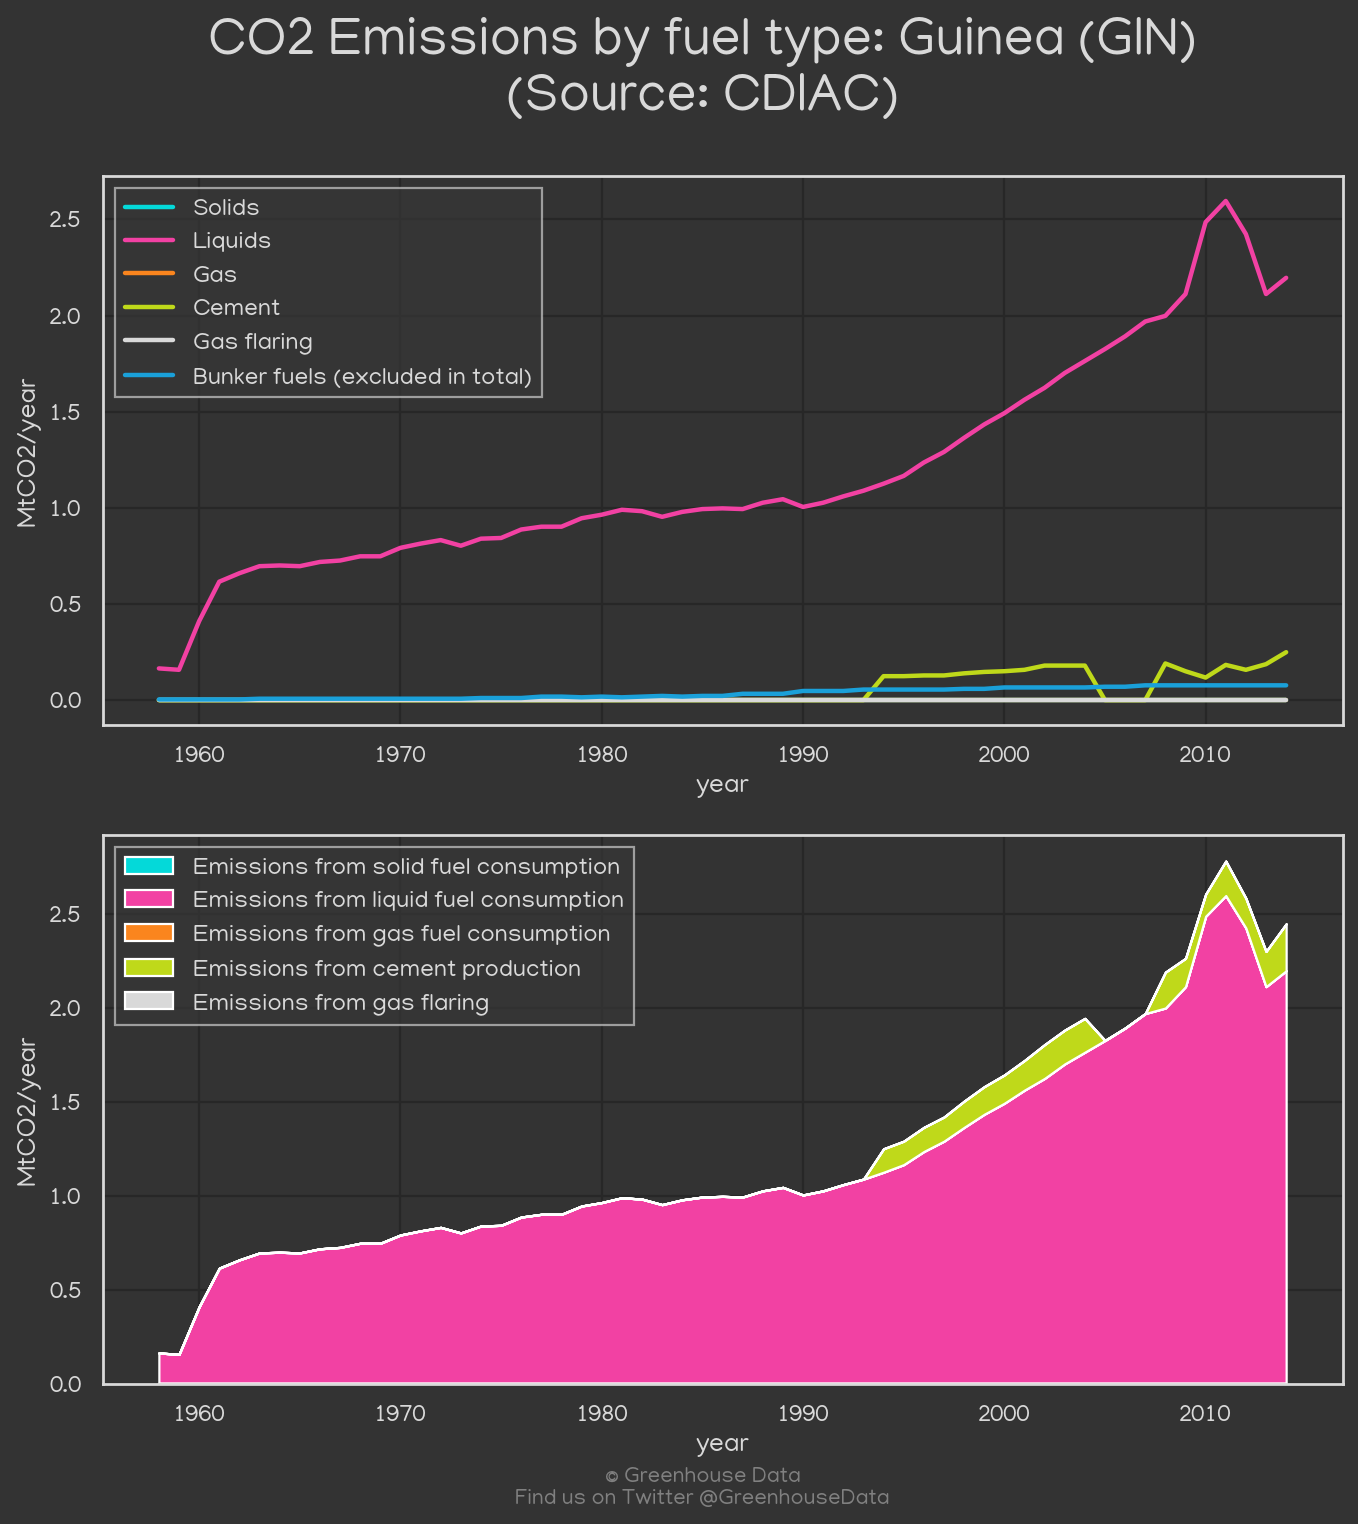 CO2 Emissions by fuel type: Guinea (GIN)
(Source: CDIAC)
Solids
Liquids
Gas
Cement
Gas flaring
Bunker fuels (excluded in total)
2.5
2.0
1.5
1.0
0.5
0.0
MtCO2/year
1960 1970 1980 1990 2000 2010
year
Emissions from solid fuel consumption
Emissions from liquid fuel consumption
Emissions from gas fuel consumption
Emissions from cement production
Emissions from gas flaring
2.5
2.0
1.5
1.0
0.5
0.0
MtCO2/year
1960 1970 1980 1990 2000 2010
year
© Greenhouse Data
Find us on Twitter @GreenhouseData